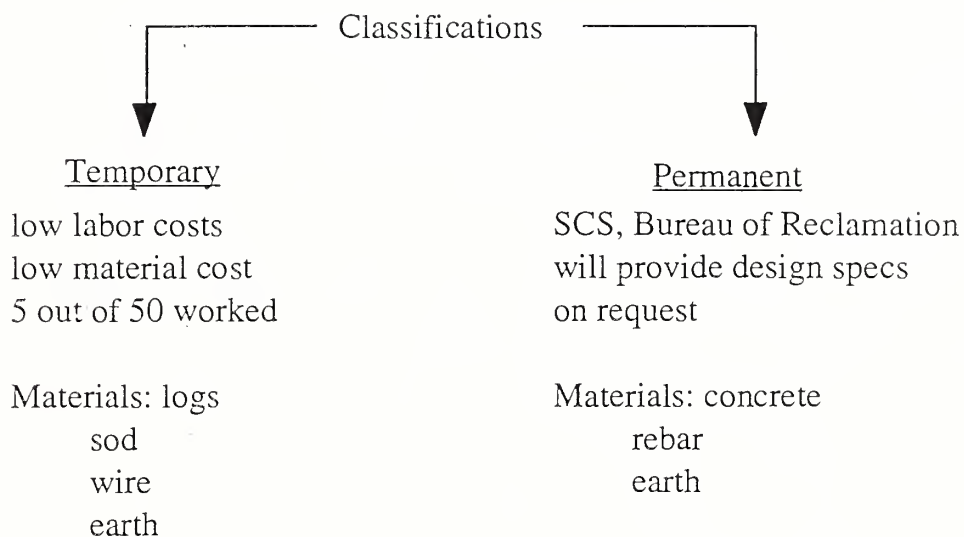 Classifications
Temporary
low labor costs
low material cost
5 out of 50 worked
Materials: logs
sod
wire
earth
Permanent
SCS, Bureau of Reclamation
will provide design specs
on request
Materials: concrete
rebar
earth